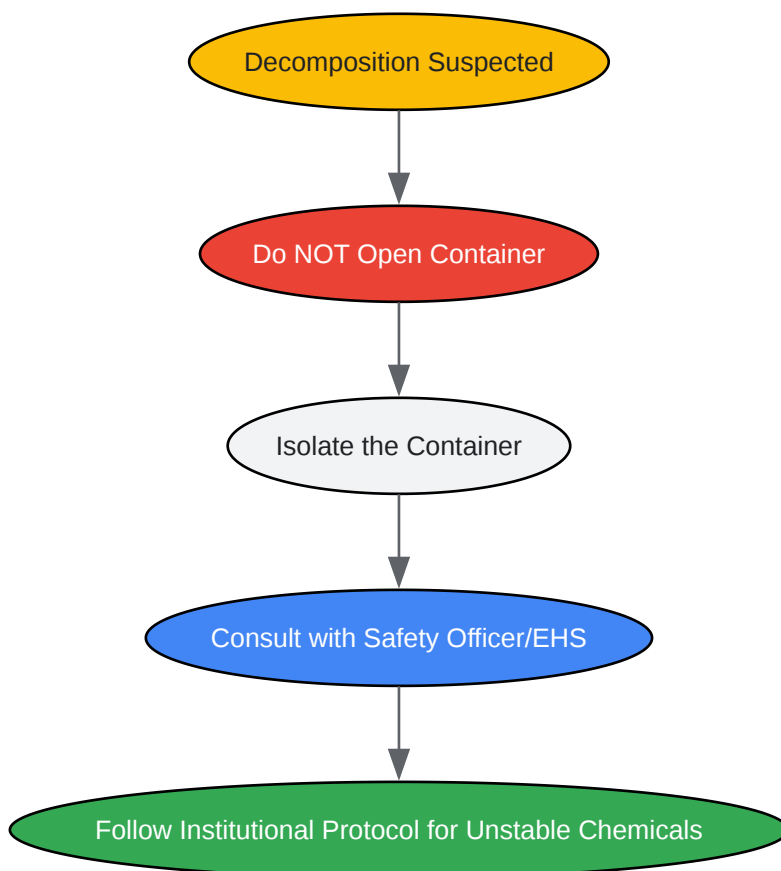 Decomposition Suspected
Do NOT Open Container
Isolate the Container
Consult with Safety Officer/EHS
Follow Institutional Protocol for Unstable Chemicals